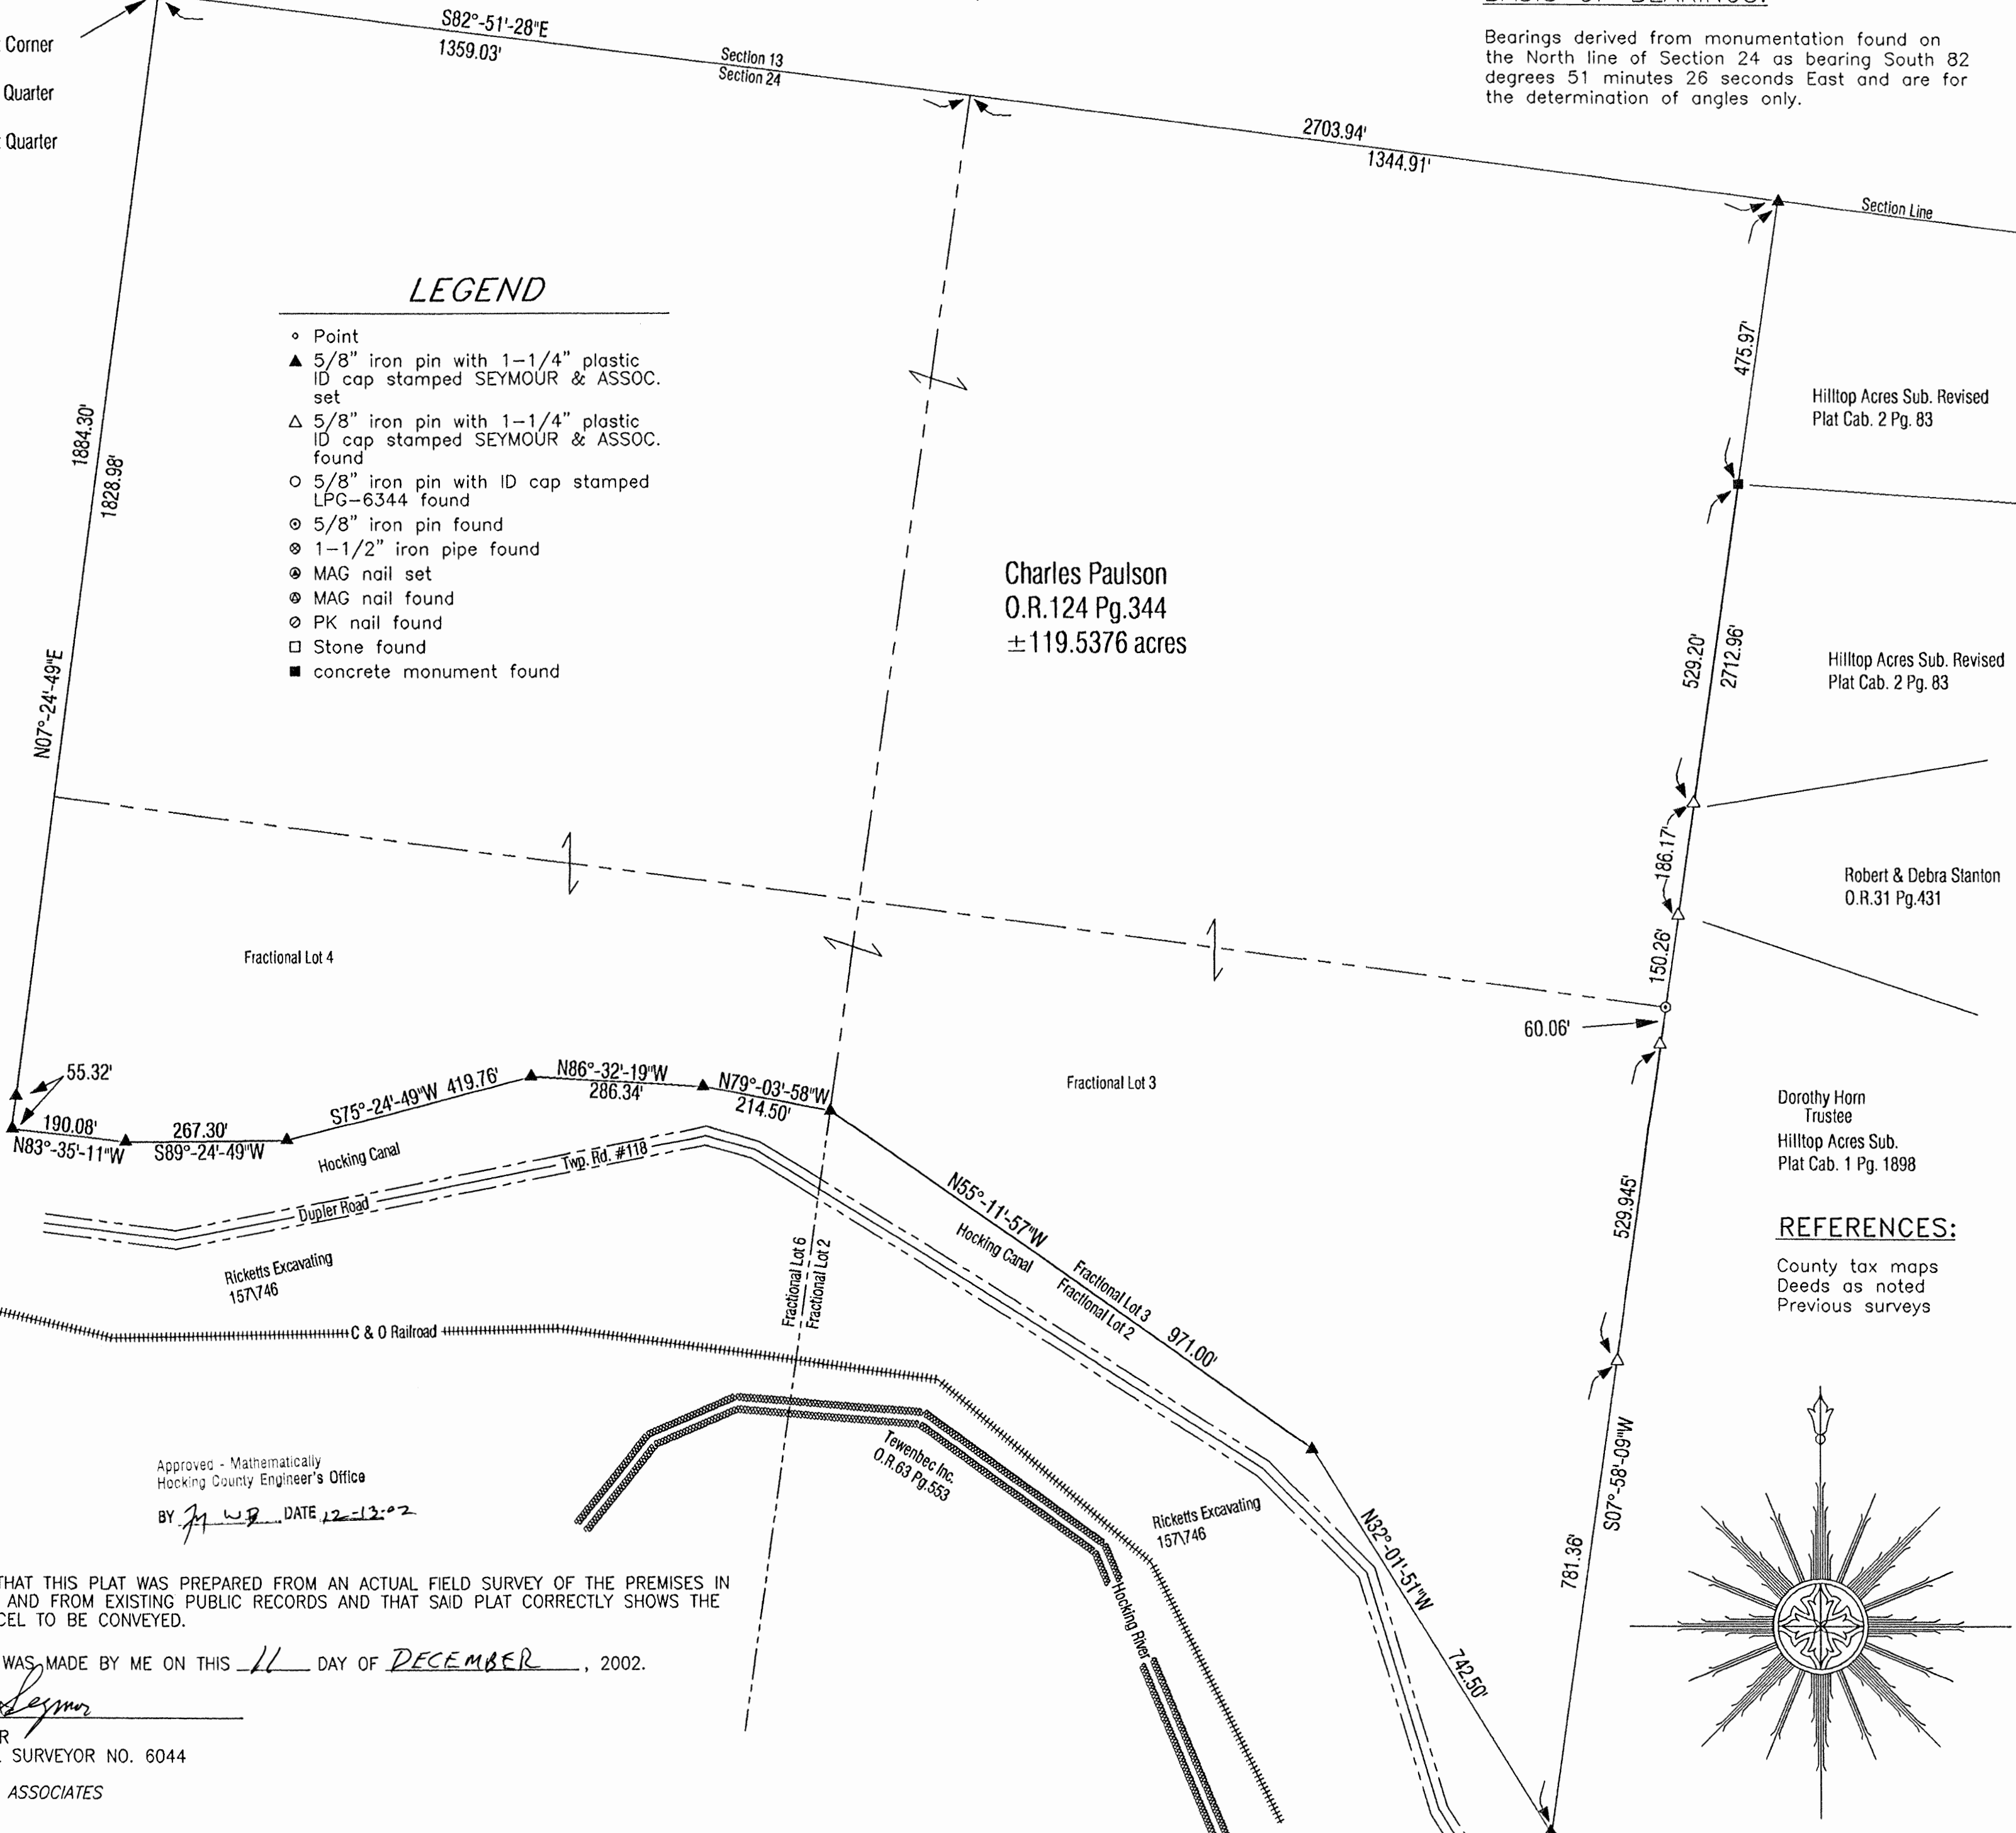 BASIS OF BEARINGS:
Bearings derived from monumentation found on
the North line of Section 24 as bearing South 82
degrees 51 minutes 26 seconds East and are for
the determination of angles only.
Corner
Quarter
Quarter
S82°-51'-28"E
1359.03'
Section 13
Section 24
2703.94'
1344.91'
Section Line
LEGEND
Point
5/8" iron pin with 1-1/4" plastic
ID cap stamped SEYMOUR & ASSOC.
set
5/8" iron pin with 1-1/4" plastic
ID cap stamped SEYMOUR & ASSOC.
found
5/8" iron pin with ID cap stamped
LPG-6344 found
5/8" iron pin found
1-1/2" iron pipe found
MAG nail set
MAG nail found
PK nail found
Stone found
concrete monument found
1884.30'
1828.98'
N07°-24'-49"E
Charles Paulson
O.R.124 Pg.344
±119.5376 acres
475.97'
Hilltop Acres Sub. Revised
Plat Cab. 2 Pg. 83
529.20'
2712.96'
Hilltop Acres Sub. Revised
Plat Cab. 2 Pg. 83
186.17'
Robert & Debra Stanton
O.R.31 Pg.431
150.26'
60.06'
Fractional Lot 4
Fractional Lot 3
55.32'
190.08'
N83°-35'-11"W
267.30'
S89°-24'-49"W
S75°-24'-49"W 419.76'
N86°-32'-19"W
286.34'
N79°-03'-58"W
214.50'
Hocking Canal
Twp. Rd. #118
Dupler Road
Ricketts Excavating
157\746
Fractional Lot 6
Fractional Lot 2
N55°-11'-57"W
Hocking Canal
Fractional Lot 3
Fractional Lot 2
971.00'
Dorothy Horn
Trustee
Hilltop Acres Sub.
Plat Cab. 1 Pg. 1898
529.945'
REFERENCES:
County tax maps
Deeds as noted
Previous surveys
C & O Railroad
Tewenbec Inc.
O.R.63 Pg.553
Ricketts Excavating
157\746
Hocking River
N32°-01'-51"W
742.50'
S07°-58'-09"W
781.36'
Approved - Mathematically
Hocking County Engineer's Office
BY DATE 12-13-02
THAT THIS PLAT WAS PREPARED FROM AN ACTUAL FIELD SURVEY OF THE PREMISES IN
AND FROM EXISTING PUBLIC RECORDS AND THAT SAID PLAT CORRECTLY SHOWS THE
CEL TO BE CONVEYED.
WAS MADE BY ME ON THIS 11 DAY OF DECEMBER, 2002.
R
SURVEYOR NO. 6044
ASSOCIATES